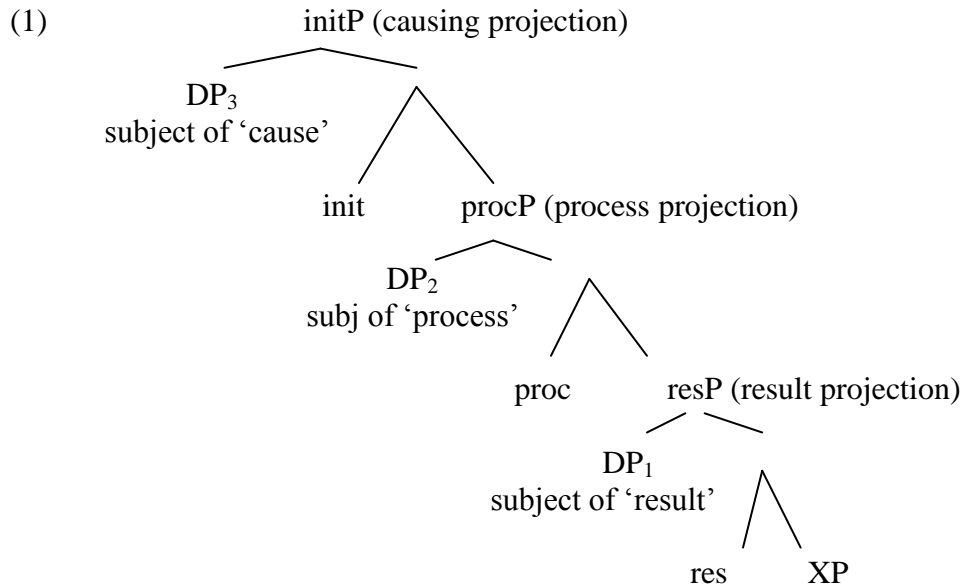 (1) initP (causing projection)
DP₃
subject of ‘cause’
init procP (process projection)
DP₂
subj of ‘process’
proc resP (result projection)
DP₁
subject of ‘result’
res XP